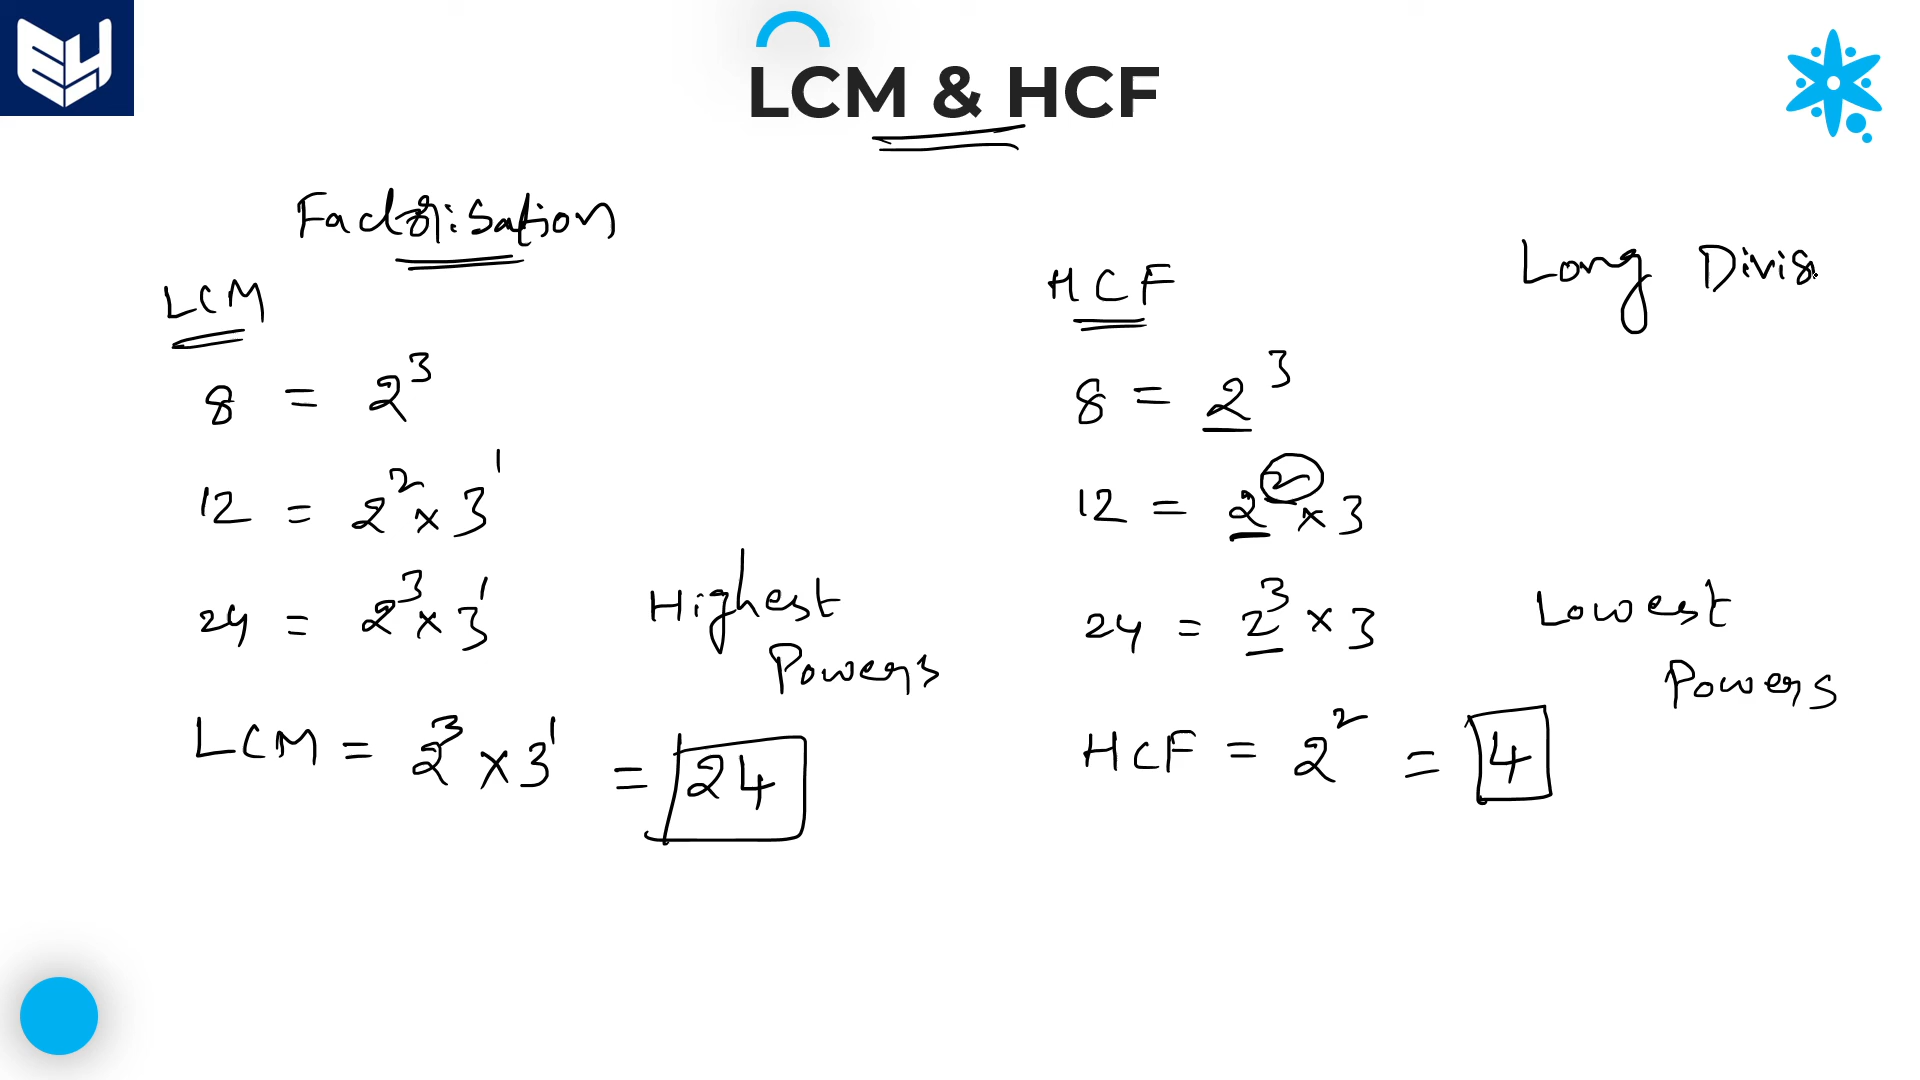 LCM & HCF
Factorisation
LCM
8 = 2³
12 = 2² × 3¹
24 = 2³ × 3¹
Highest
Powers
LCM = 2³ × 3¹ = 24
HCF
8 = 2³
12 = 2² × 3
24 = 2³ × 3
Lowest
Powers
HCF = 2² = 4
Long Divis